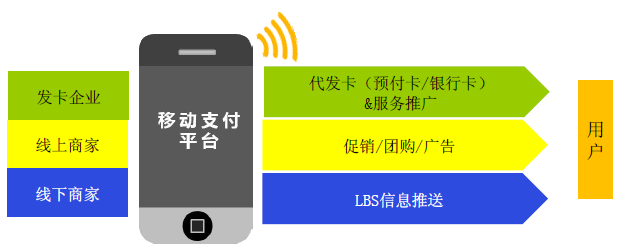 发卡企业
线上商家
线下商家
移动支付
平台
代发卡（预付卡/银行卡）
&服务推广
促销/团购/广告
LBS信息推送
用
户